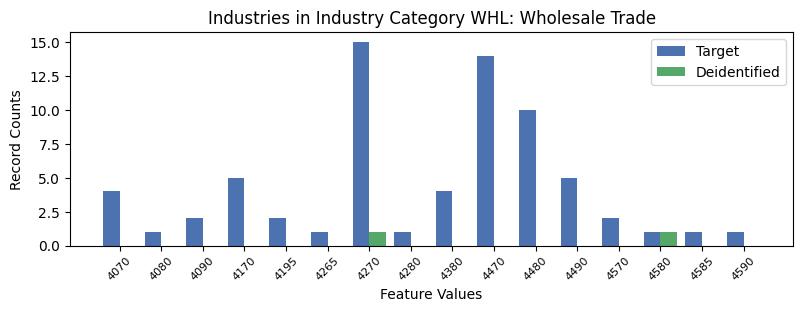 Industries in Industry Category WHL: Wholesale Trade
Target
Deidentified
Record Counts
15.0
12.5
10.0
7.5
5.0
2.5
0.0
4070 4080 4090 4170 4195 4265 4270 4280 4380 4470 4480 4490 4570 4580 4585 4590
Feature Values